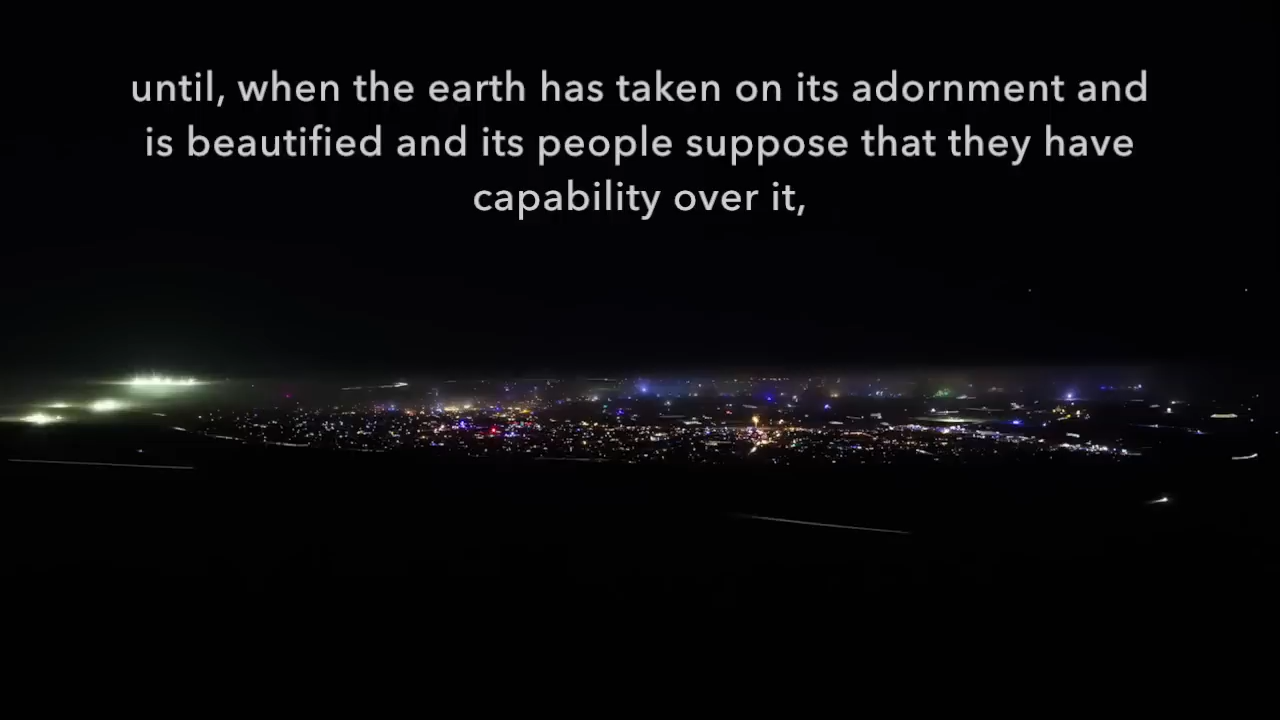 until, when the earth has taken on its adornment and
is beautified and its people suppose that they have
capability over it,